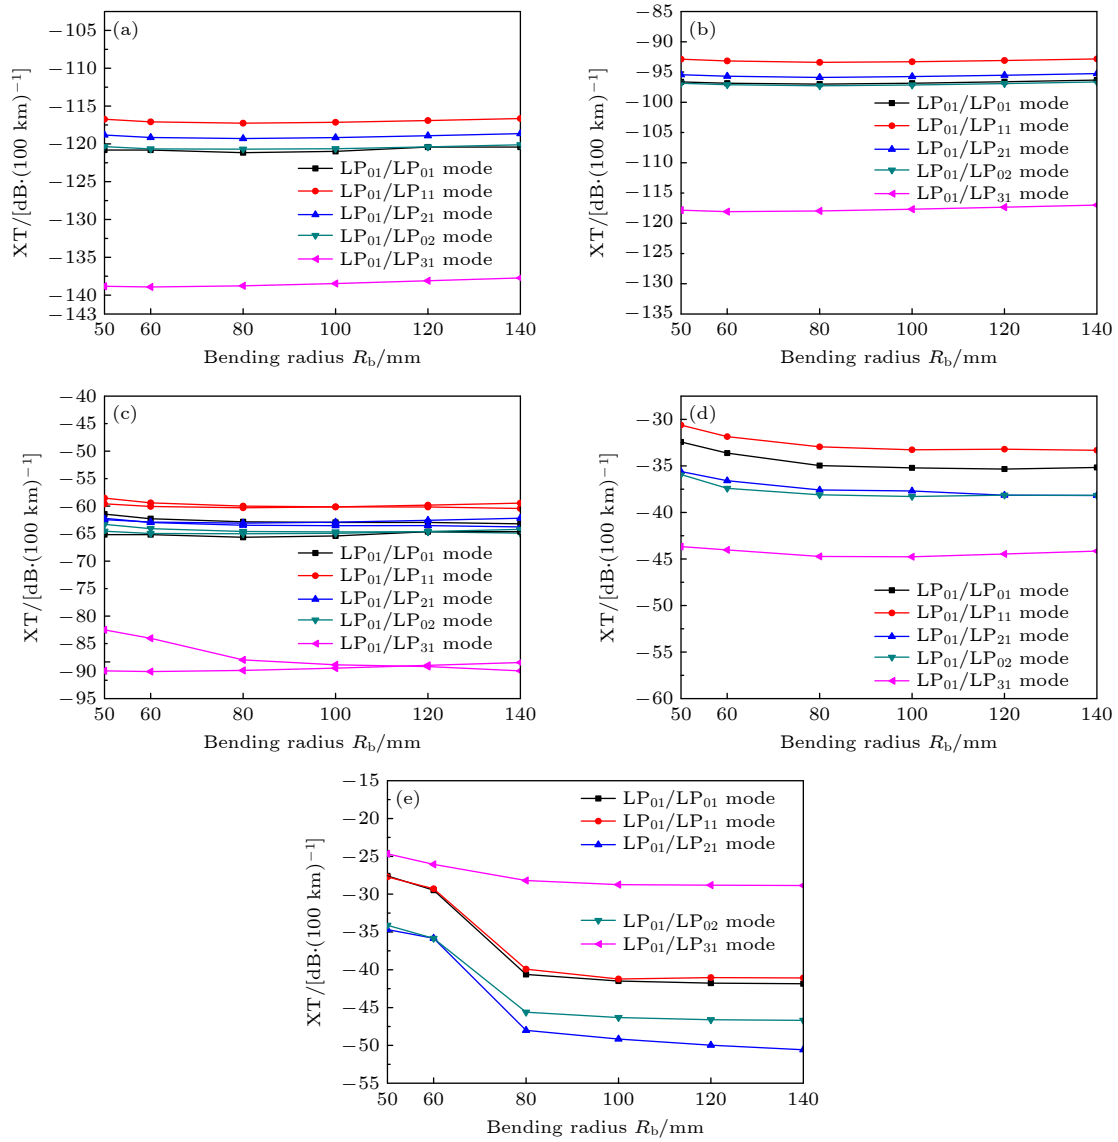 (a)
XT/[dB·(100 km)⁻¹]
−105
−110
−115
−120
−125
−130
−135
−140
−143
LP₀₁/LP₀₁ mode
LP₀₁/LP₁₁ mode
LP₀₁/LP₂₁ mode
LP₀₁/LP₀₂ mode
LP₀₁/LP₃₁ mode
50 60 80 100 120 140
Bending radius R_b/mm
(b)
XT/[dB·(100 km)⁻¹]
−85
−90
−95
−100
−105
−110
−115
−120
−125
−130
−135
LP₀₁/LP₀₁ mode
LP₀₁/LP₁₁ mode
LP₀₁/LP₂₁ mode
LP₀₁/LP₀₂ mode
LP₀₁/LP₃₁ mode
50 60 80 100 120 140
Bending radius R_b/mm
(c)
XT/[dB·(100 km)⁻¹]
−40
−45
−50
−55
−60
−65
−70
−75
−80
−85
−90
−95
LP₀₁/LP₀₁ mode
LP₀₁/LP₁₁ mode
LP₀₁/LP₂₁ mode
LP₀₁/LP₀₂ mode
LP₀₁/LP₃₁ mode
50 60 80 100 120 140
Bending radius R_b/mm
(d)
XT/[dB·(100 km)⁻¹]
−30
−35
−40
−45
−50
−55
−60
LP₀₁/LP₀₁ mode
LP₀₁/LP₁₁ mode
LP₀₁/LP₂₁ mode
LP₀₁/LP₀₂ mode
LP₀₁/LP₃₁ mode
50 60 80 100 120 140
Bending radius R_b/mm
(e)
XT/[dB·(100 km)⁻¹]
−15
−20
−25
−30
−35
−40
−45
−50
−55
LP₀₁/LP₀₁ mode
LP₀₁/LP₁₁ mode
LP₀₁/LP₂₁ mode
LP₀₁/LP₀₂ mode
LP₀₁/LP₃₁ mode
50 60 80 100 120 140
Bending radius R_b/mm